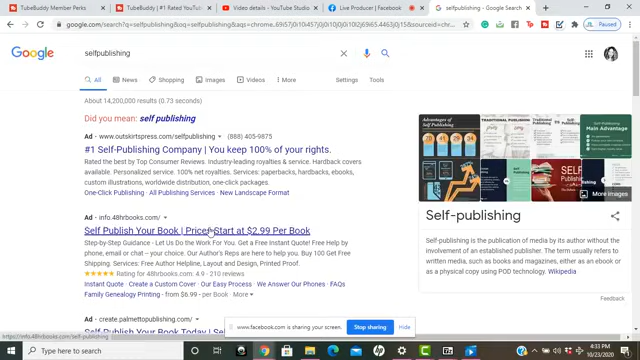 TubeBuddy Member Perks
TubeBuddy | #1 Rated YouTub
Video details - YouTube Studio
Live Producer | Facebook
selfpublishing - Google Search
google.com/search?q=selfpublishing&oq=selfpublishing&aqs=chrome
Paused
Google
selfpublishing
All
News
Shopping
Images
Videos
More
Settings
Tools
About 14,200,000 results (0.73 seconds)
Did you mean: self publishing
Ad · www.outskirtspress.com/selfpublishing (888) 405-9875
#1 Self-Publishing Company | You keep 100% of your rights.
Rated the best by Top Consumer Reviews. Industry-leading royalties & service. Hardback covers
available. Personalized service. 100% net royalties. Services: paperbacks, hardbacks, ebooks,
custom illustrations, worldwide distribution, one-click packages.
One-Click Publishing · All Publishing Services · New Landscape Format
Ad · info.48hrbooks.com/
Self Publish Your Book | Prices Start at $2.99 Per Book
Step-by-Step Guidance - Let Us Do the Work For You. Get a Free Instant Quote! Free Help by
phone, email or chat -- your choice. Our Author's Reps are here to help you. Buy 100 Get Free
Shipping. Services: Free Author Helpline, Layout and Design, Printed Proof.
Rating for 48hrbooks.com: 4.9 - 210 reviews
Instant Quote · Create a Custom Cover · Our Easy Process · We Answer Our Phones · FAQs
Family Genealogy Printing - from $6.99 - per Book · More
Ad · create.palmettopublishing.com/
Self Publish Your Book Today | Sel
Advantages of
Self-Publishing
Self-Publishing
Main Advantage
More images
Self-publishing
Self-publishing is the publication of media by its author without the
involvement of an established publisher. The term usually refers to
written media, such as books and magazines, either as an ebook or
as a physical copy using POD technology. Wikipedia
Feedback
www.facebook.com is sharing your screen.
Stop sharing
Hide
https://info.48hrbooks.com
Type here to search
4:33 PM
10/23/2020